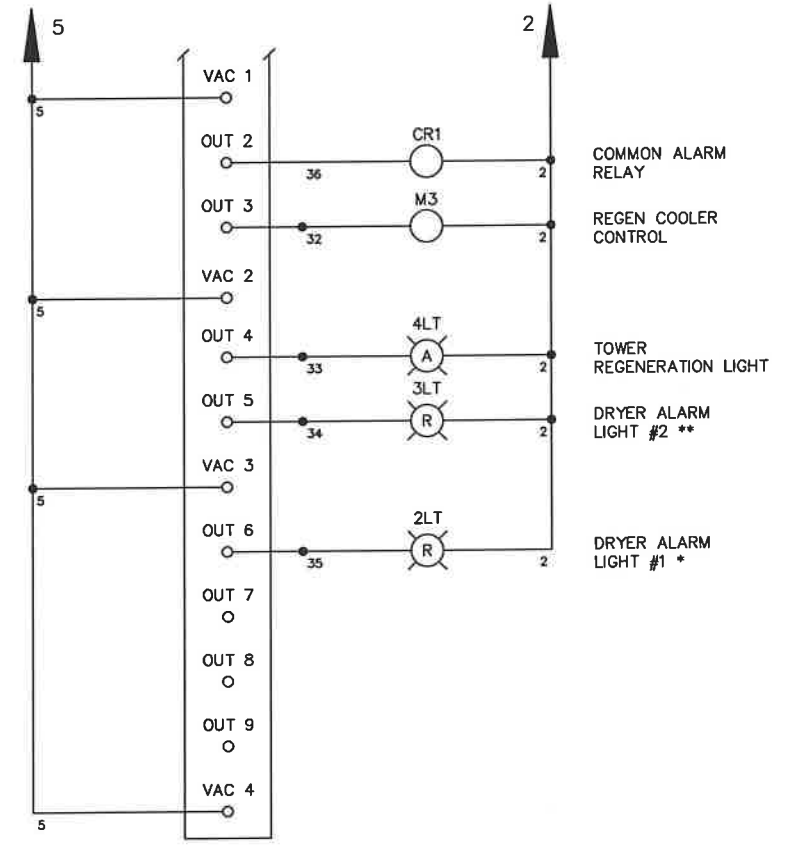 5
2
VAC 1
5
OUT 2
CR1
36
2
COMMON ALARM
RELAY
OUT 3
M3
32
2
REGEN COOLER
CONTROL
VAC 2
5
OUT 4
4LT
A
33
2
TOWER
REGENERATION LIGHT
OUT 5
3LT
R
34
2
DRYER ALARM
LIGHT #2 **
VAC 3
5
OUT 6
2LT
R
35
2
DRYER ALARM
LIGHT #1 *
OUT 7
OUT 8
OUT 9
VAC 4
5